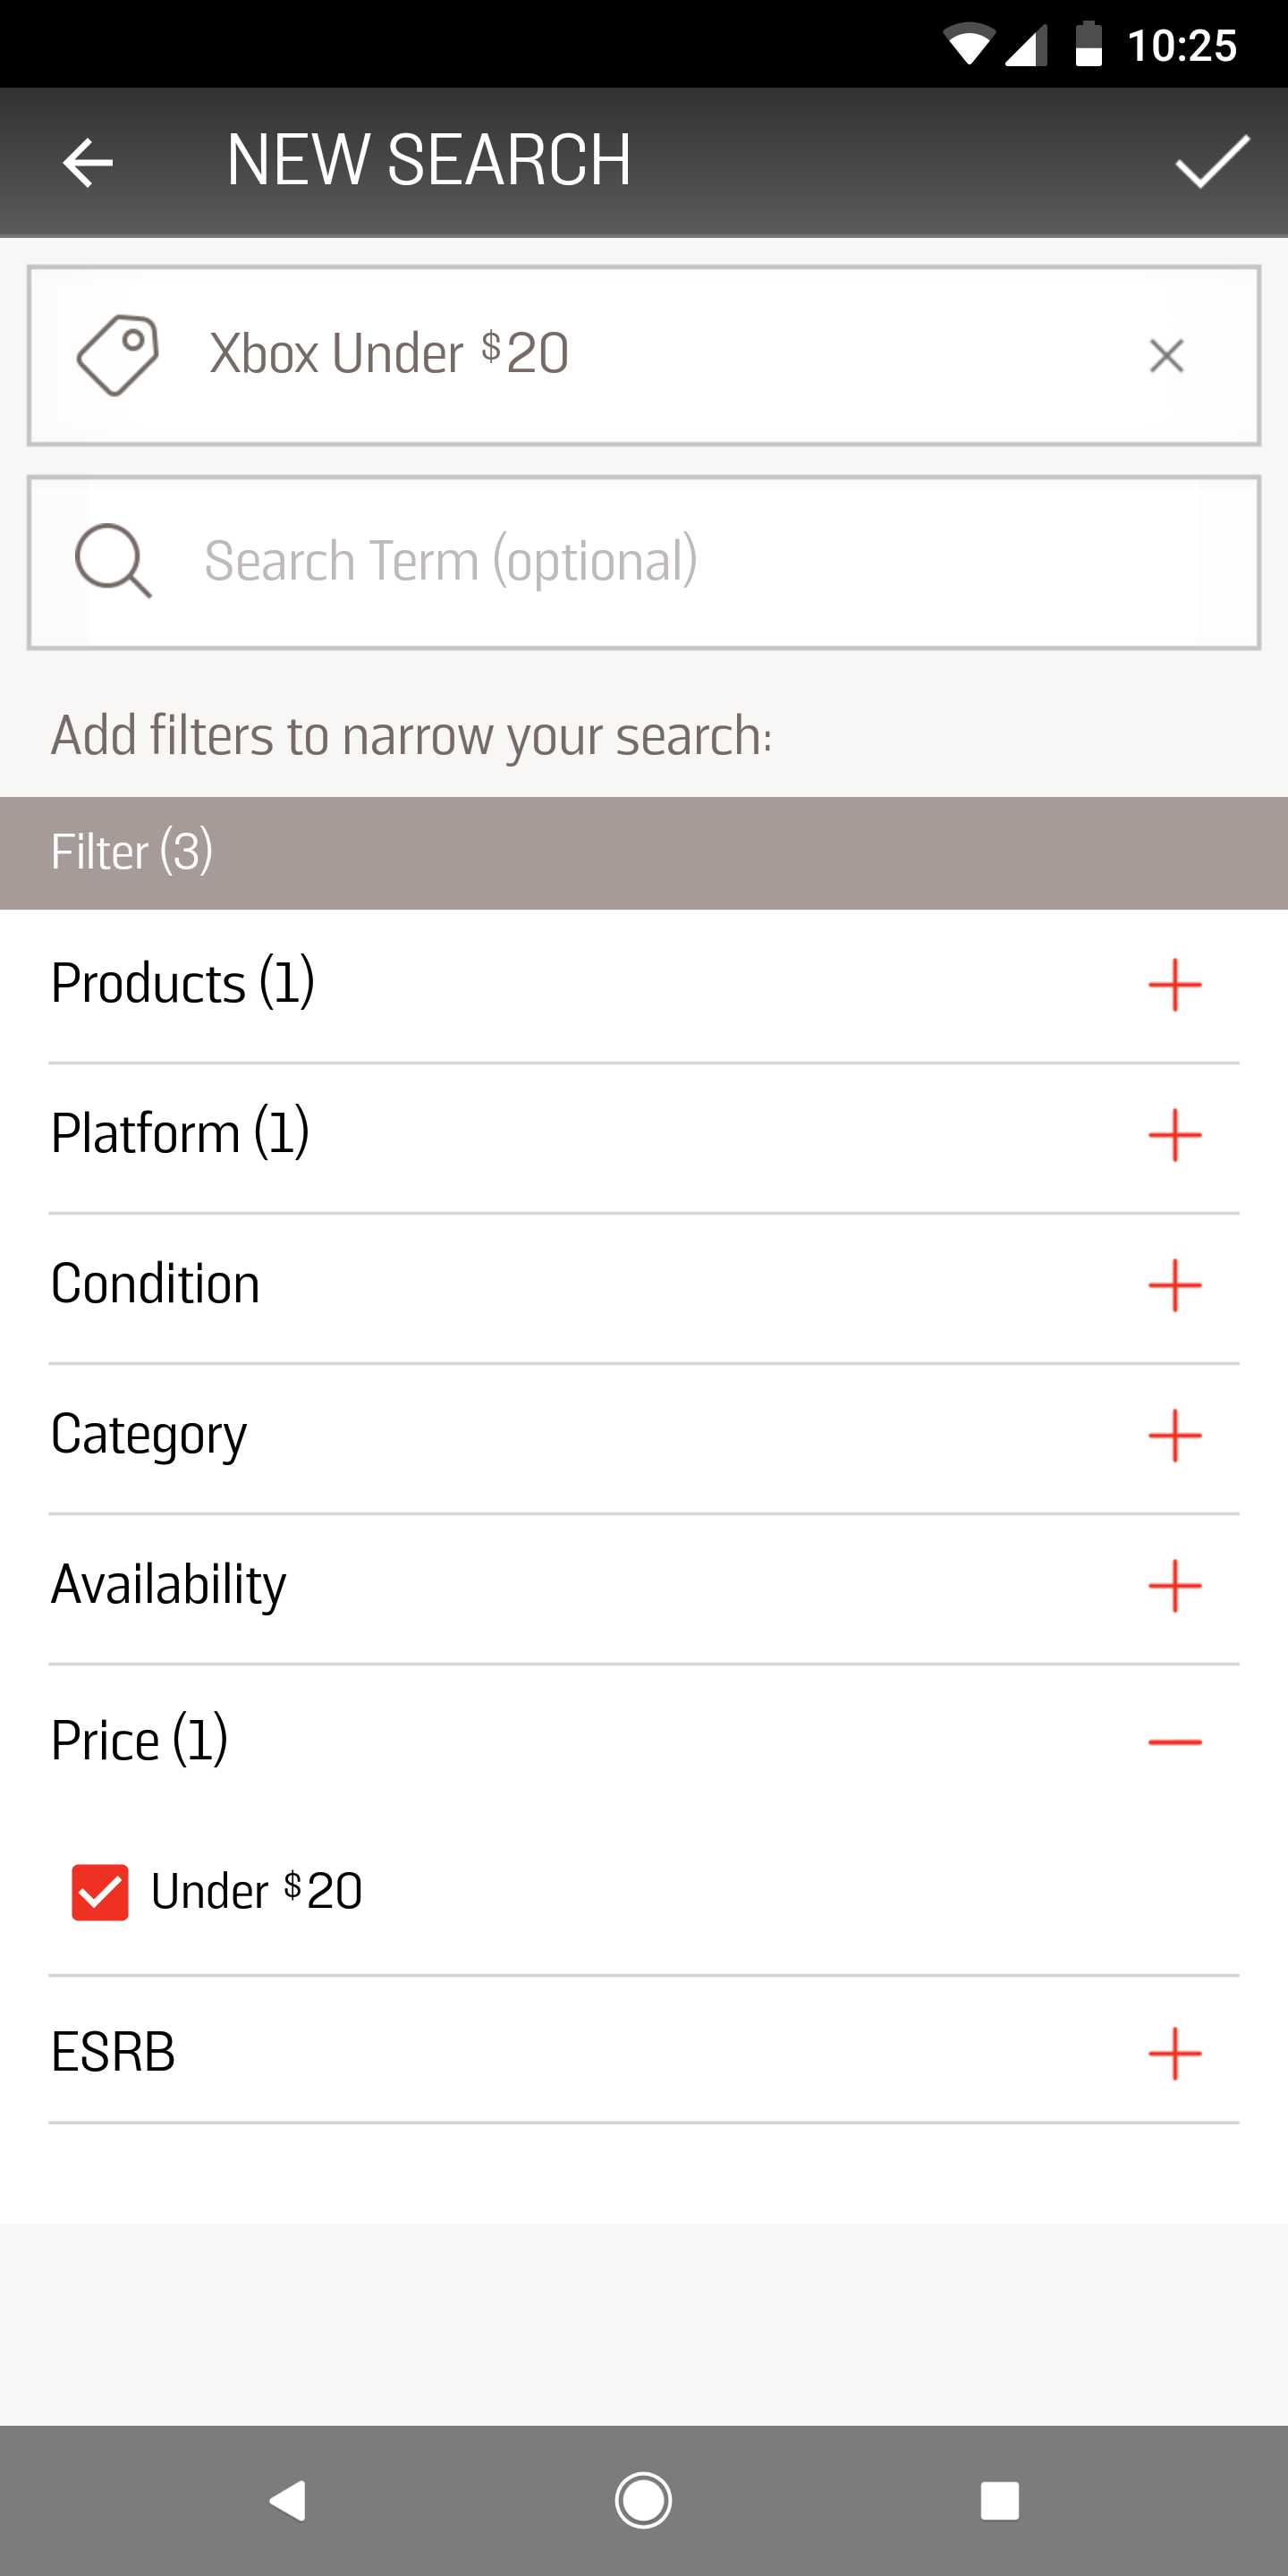 10:25
NEW SEARCH
Xbox Under $20
Search Term (optional)
Add filters to narrow your search:
Filter (3)
Products (1)
Platform (1)
Condition
Category
Availability
Price (1)
Under $20
ESRB